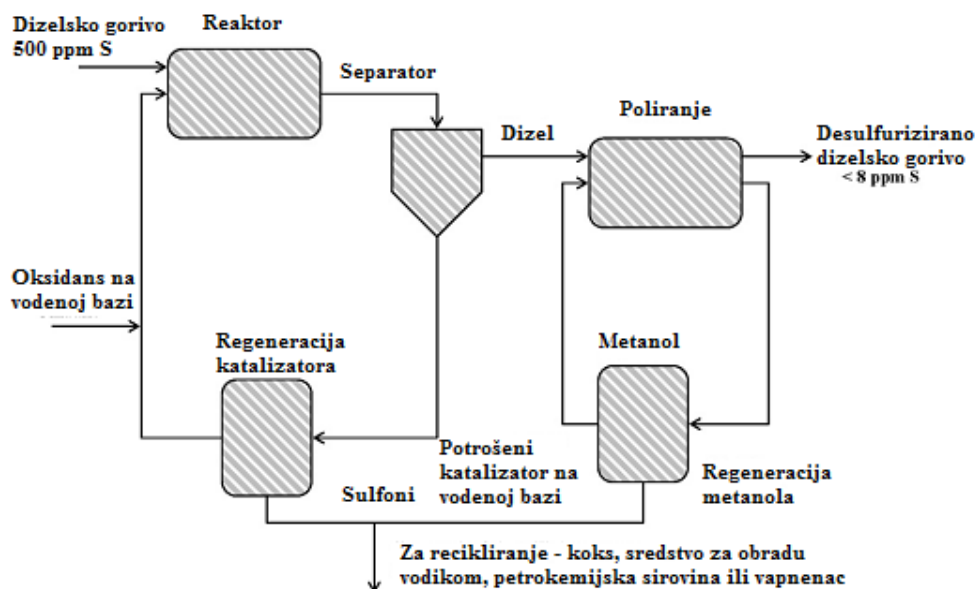 Dizelsko gorivo
500 ppm S
Reaktor
Separator
Poliranje
Dizel
Desulfurizirano
dizelsko gorivo
< 8 ppm S
Oksidans na
vodenoj bazi
Regeneracija
katalizatora
Metanol
Potrošeni
katalizator na
vodenoj bazi
Regeneracija
metanola
Sulfoni
Za recikliranje - koks, sredstvo za obradu
vodikom, petrokemijska sirovina ili vapnenac